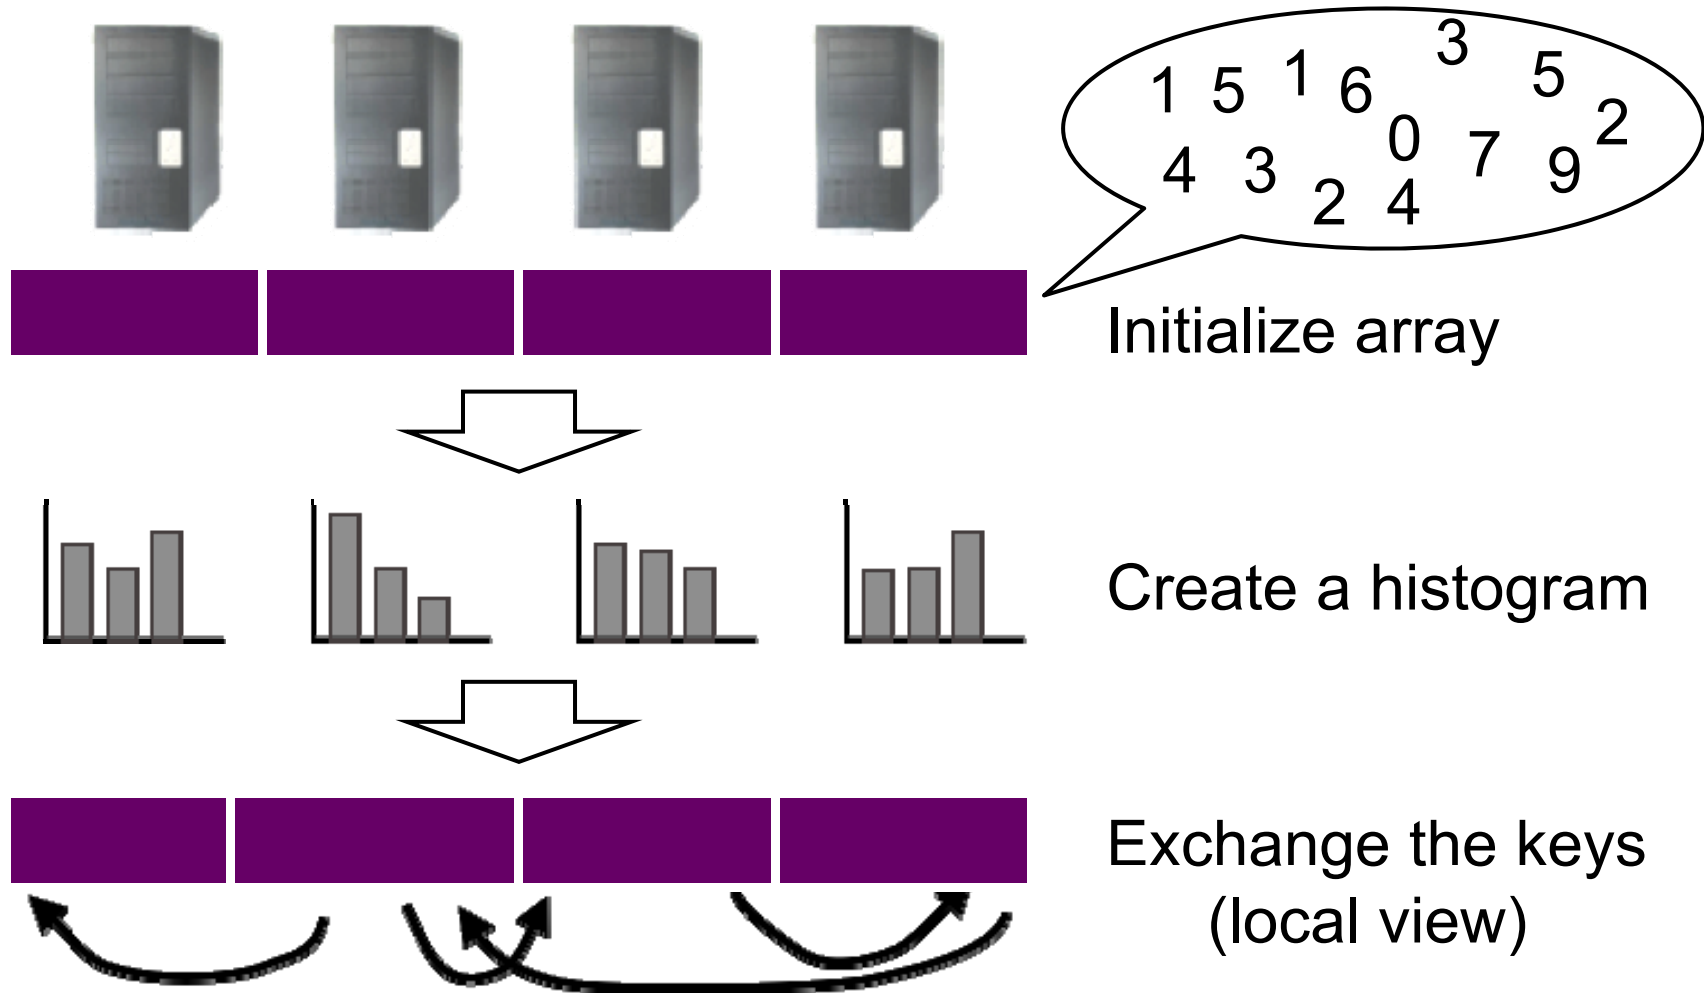 1 5 1 6 3 5 2
4 3 2 0 4 7 9
Initialize array
Create a histogram
Exchange the keys
(local view)